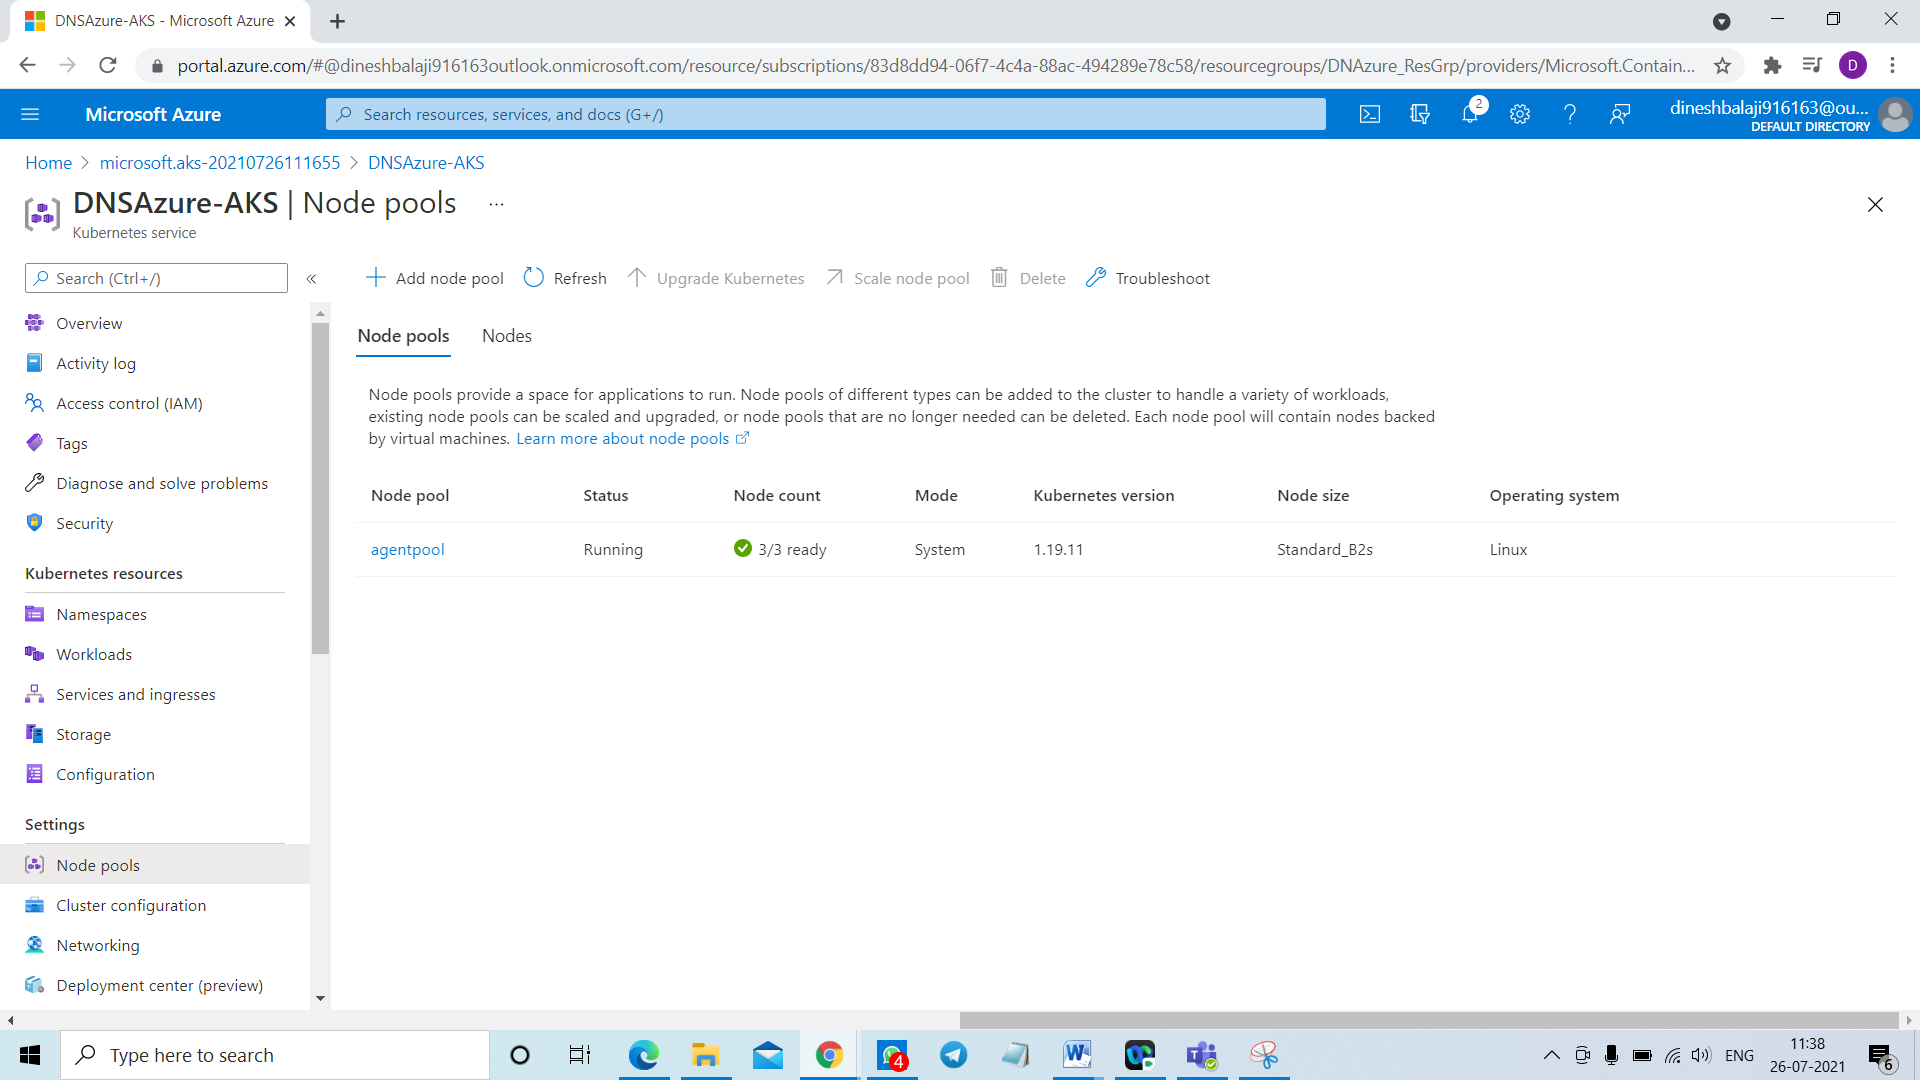 DNSAzure-AKS - Microsoft Azure
portal.azure.com/#@dineshbalaji916163outlook.onmicrosoft.com/resource/subscriptions/83d8dd94-06f7-4c4a-88ac-494289e78c58/resourcegroups/DNAzure_ResGrp/providers/Microsoft.Contain...
D
Microsoft Azure
Search resources, services, and docs (G+/)
2
dineshbalaji916163@ou...
DEFAULT DIRECTORY
Home > microsoft.aks-20210726111655 > DNSAzure-AKS
DNSAzure-AKS | Node pools ...
Kubernetes service
Search (Ctrl+/)
«
Add node pool
Refresh
Upgrade Kubernetes
Scale node pool
Delete
Troubleshoot
Overview
Activity log
Access control (IAM)
Tags
Diagnose and solve problems
Security
Kubernetes resources
Namespaces
Workloads
Services and ingresses
Storage
Configuration
Settings
Node pools
Cluster configuration
Networking
Deployment center (preview)
Node pools
Nodes
Node pools provide a space for applications to run. Node pools of different types can be added to the cluster to handle a variety of workloads,
existing node pools can be scaled and upgraded, or node pools that are no longer needed can be deleted. Each node pool will contain nodes backed
by virtual machines. Learn more about node pools
Node pool Status Node count Mode Kubernetes version Node size Operating system
agentpool Running 3/3 ready System 1.19.11 Standard_B2s Linux
Type here to search
4
ENG
11:38
26-07-2021
6